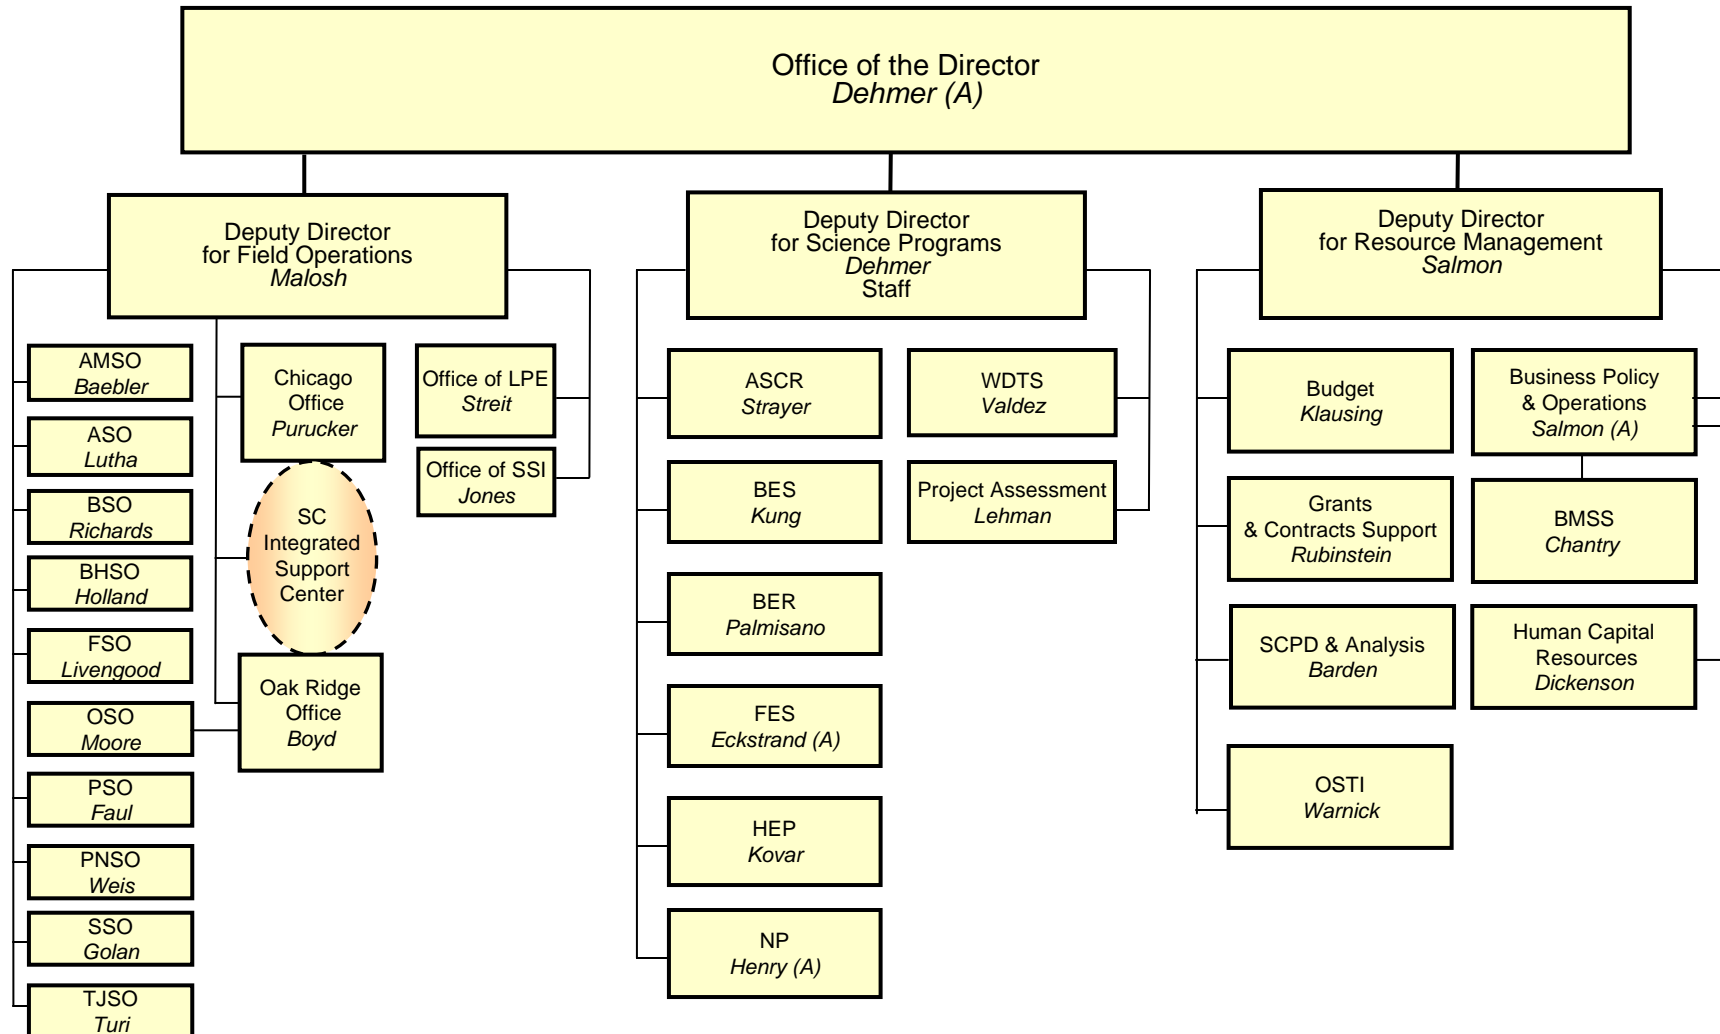 Office of the Director
Dehmer (A)
Deputy Director
for Field Operations
Malosh
AMSO
Baebler
ASO
Lutha
BSO
Richards
BHSO
Holland
FSO
Livengood
OSO
Moore
PSO
Faul
PNSO
Weis
SSO
Golan
TJSO
Turi
Chicago
Office
Purucker
SC
Integrated
Support
Center
Oak Ridge
Office
Boyd
Office of LPE
Streit
Office of SSI
Jones
Deputy Director
for Science Programs
Dehmer
Staff
ASCR
Strayer
BES
Kung
BER
Palmisano
FES
Eckstrand (A)
HEP
Kovar
NP
Henry (A)
WDTS
Valdez
Project Assessment
Lehman
Deputy Director
for Resource Management
Salmon
Budget
Klausing
Grants
& Contracts Support
Rubinstein
SCPD & Analysis
Barden
OSTI
Warnick
Business Policy
& Operations
Salmon (A)
BMSS
Chantry
Human Capital
Resources
Dickenson